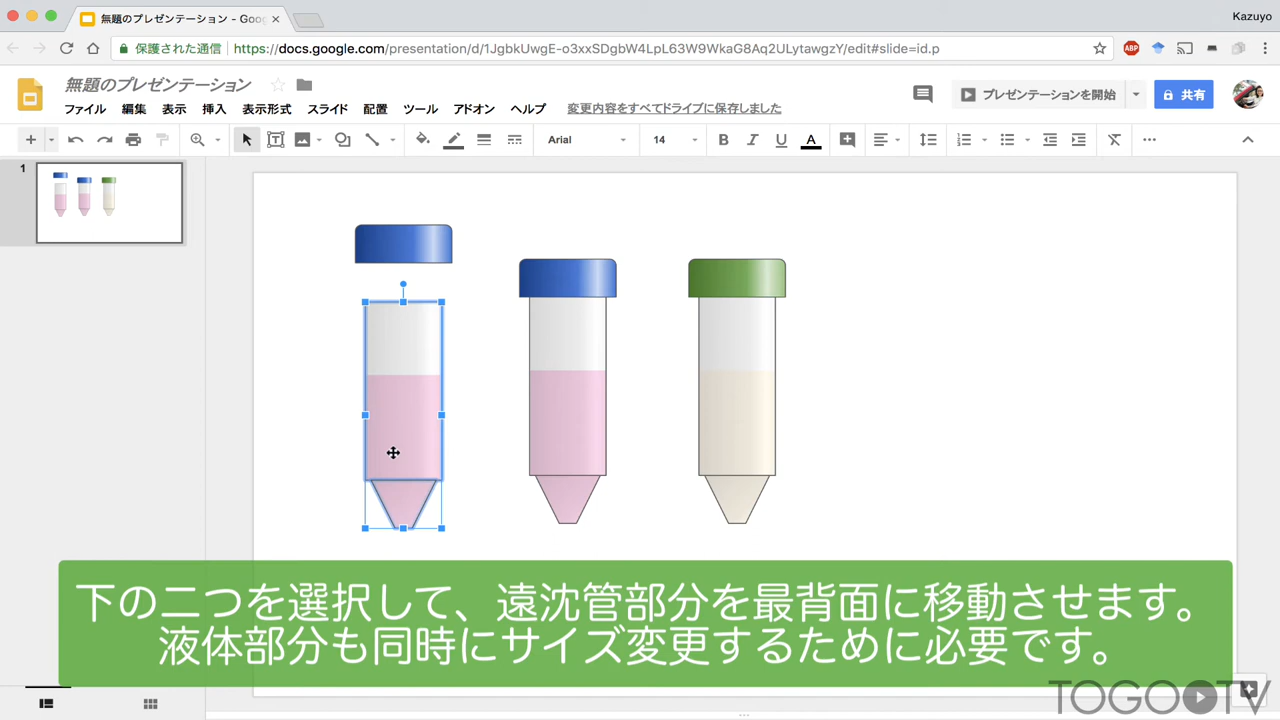 無題のプレゼンテーション - Goog
Kazuyo
保護された通信 https://docs.google.com/presentation/d/1JgbkUwgE-o3xxSDgbW4LpL63W9WkaG8Aq2ULytawgzY/edit#slide=id.p
ABP
無題のプレゼンテーション
ファイル 編集 表示 挿入 表示形式 スライド 配置 ツール アドオン ヘルプ 変更内容をすべてドライブに保存しました
プレゼンテーションを開始
共有
Arial 14 B I U A
1
下の二つを選択して、遠沈管部分を最背面に移動させます。
液体部分も同時にサイズ変更するために必要です。
TOGOTV